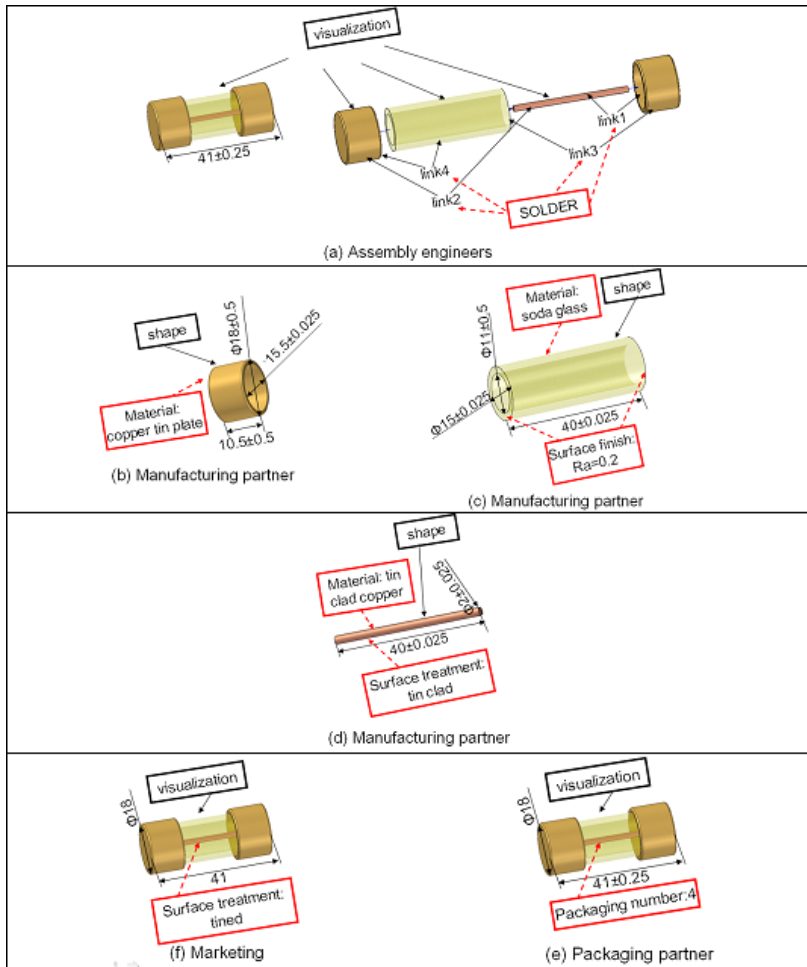 visualization
41±0.25
link1
link3
link4
link2
SOLDER
(a) Assembly engineers
shape
Φ18±0.5
15.5±0.025
Material:
copper tin plate
10.5±0.5
(b) Manufacturing partner
Material:
soda glass
shape
Φ11±0.5
Φ15±0.025
40±0.025
Surface finish:
Ra=0.2
(c) Manufacturing partner
shape
Material: tin
clad copper
Φ2±0.025
40±0.025
Surface treatment:
tin clad
(d) Manufacturing partner
visualization
Φ18
41
Surface treatment:
tined
(f) Marketing
visualization
Φ18
41±0.25
Packaging number:4
(e) Packaging partner